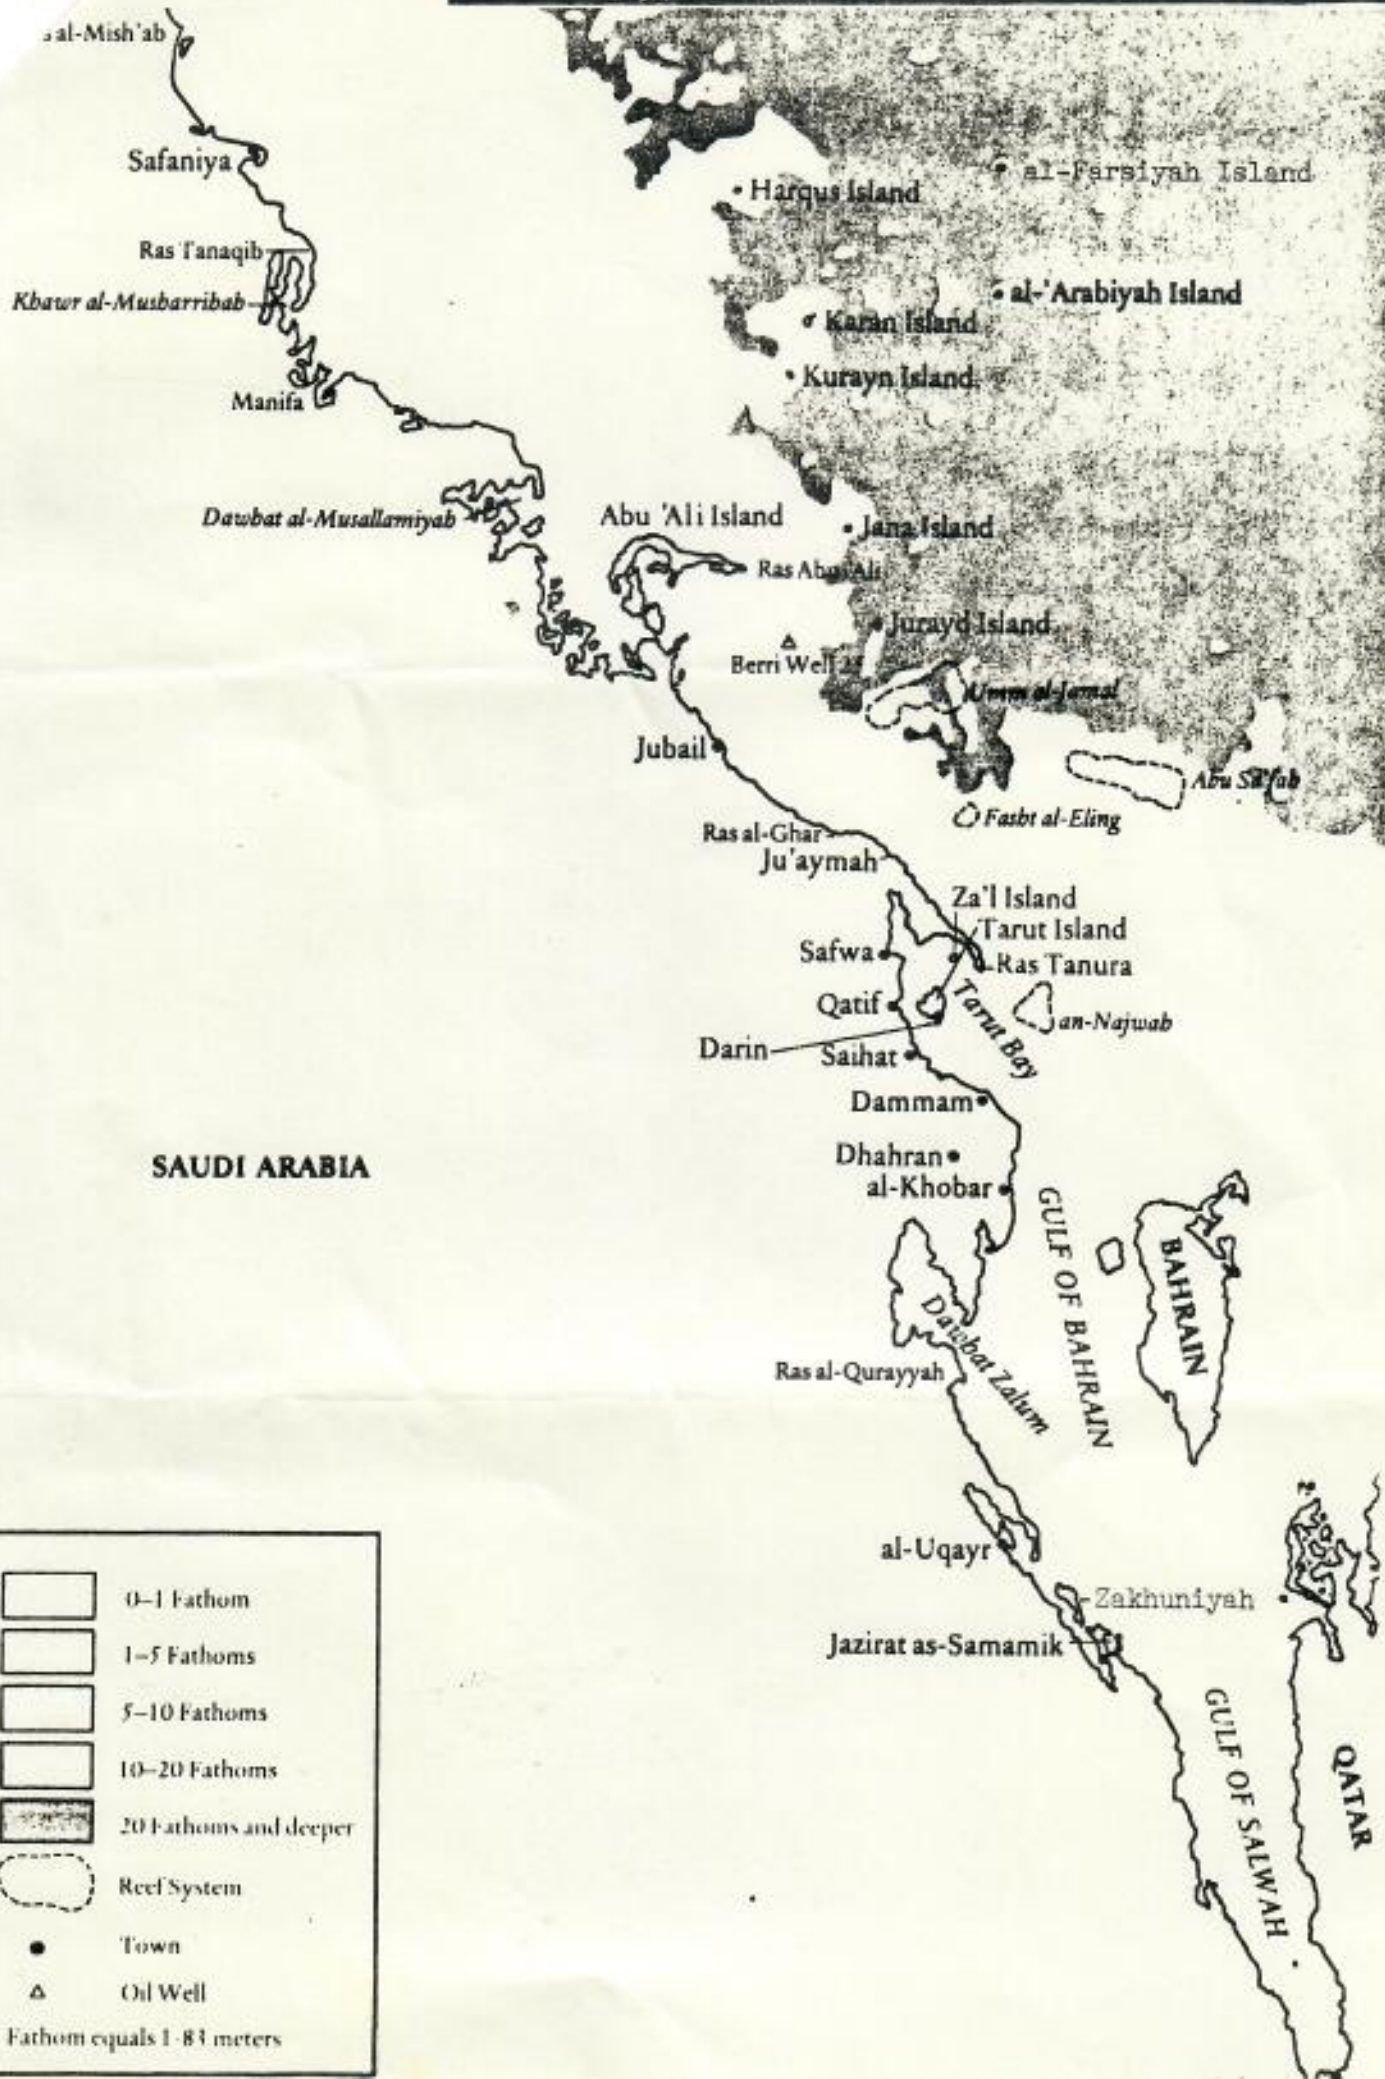 al-Mish'ab
Safaniya
al-Farsiyah Island
Harqus Island
Ras Tanaqib
Khawr al-Musharrihah
al-'Arabiyah Island
Karan Island
Kurayn Island
Manifa
Dawhat al-Musallamiyah
Abu 'Ali Island
Jana Island
Ras Abu 'Ali
Jurayd Island
Berri Well 25
Umm al-Jamal
Jubail
Abu Sa'fah
Fasht al-Eling
Ras al-Ghar
Ju'aymah
Za'l Island
Tarut Island
Safwa
Ras Tanura
Qatif
Tarut Bay
an-Najwah
Darin
Saihat
Dammam
Dhahran
SAUDI ARABIA
al-Khobar
GULF OF BAHRAIN
BAHRAIN
Dawhat Zalum
Ras al-Qurayyah
al-Uqayr
Zakhuniyah
Jazirat as-Samamik
GULF OF SALWAH
QATAR
0–1 Fathom
1–5 Fathoms
5–10 Fathoms
10–20 Fathoms
20 Fathoms and deeper
Reef System
Town
Oil Well
Fathom equals 1·83 meters